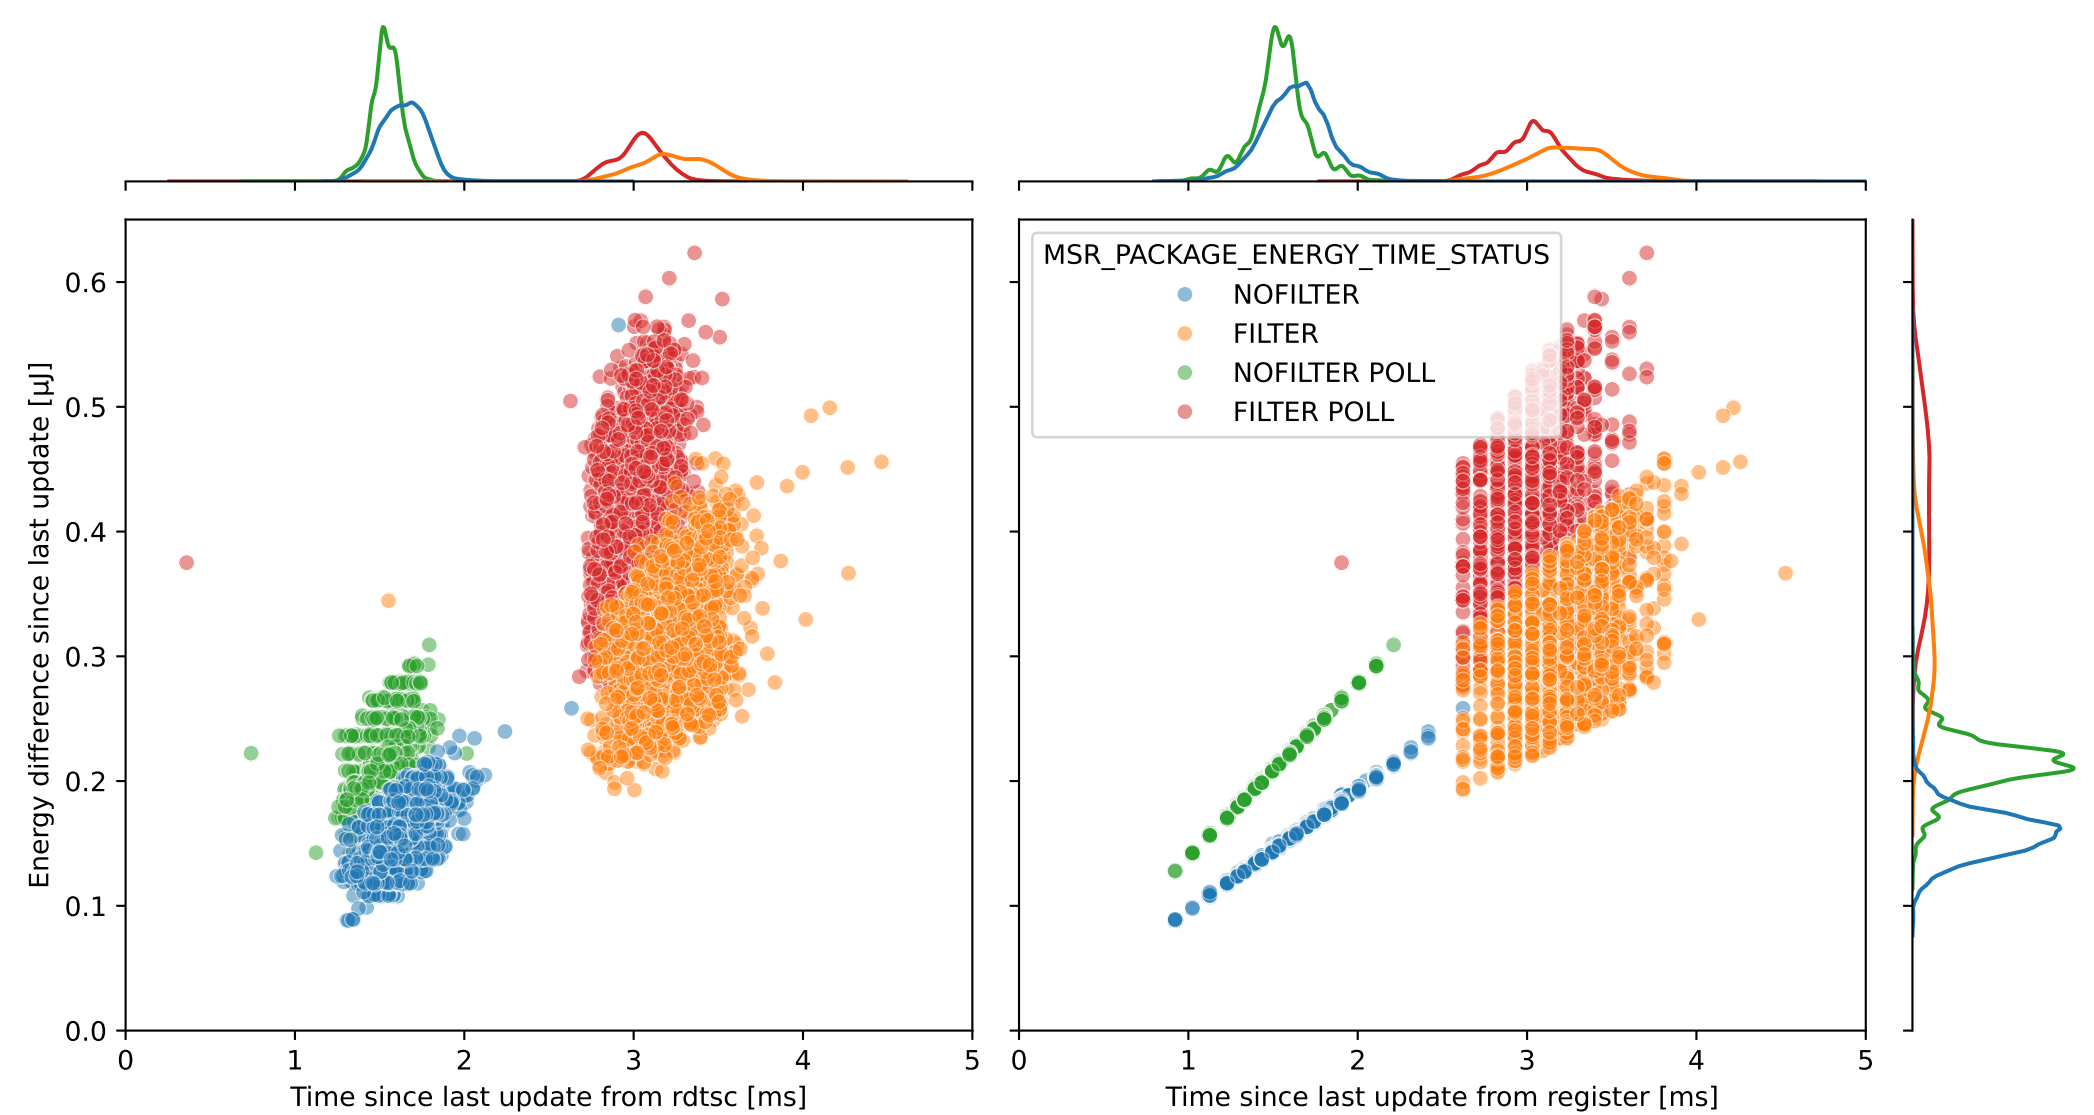 MSR_PACKAGE_ENERGY_TIME_STATUS
NOFILTER
FILTER
NOFILTER POLL
FILTER POLL
Energy difference since last update [µJ]
0.6
0.5
0.4
0.3
0.2
0.1
0.0
0 1 2 3 4 5
0 1 2 3 4 5
Time since last update from rdtsc [ms]
Time since last update from register [ms]